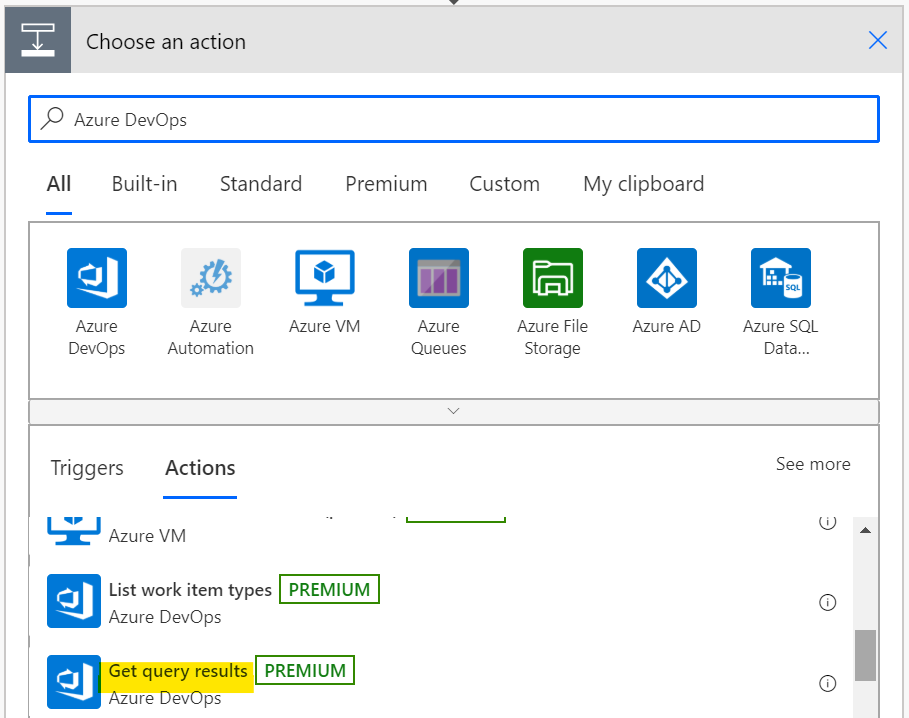 Choose an action
Azure DevOps
All Built-in Standard Premium Custom My clipboard
Azure DevOps
Azure Automation
Azure VM
Azure Queues
Azure File Storage
Azure AD
Azure SQL Data...
SQL
Triggers Actions See more
Azure VM
List work item types PREMIUM
Azure DevOps
Get query results PREMIUM
Azure DevOps